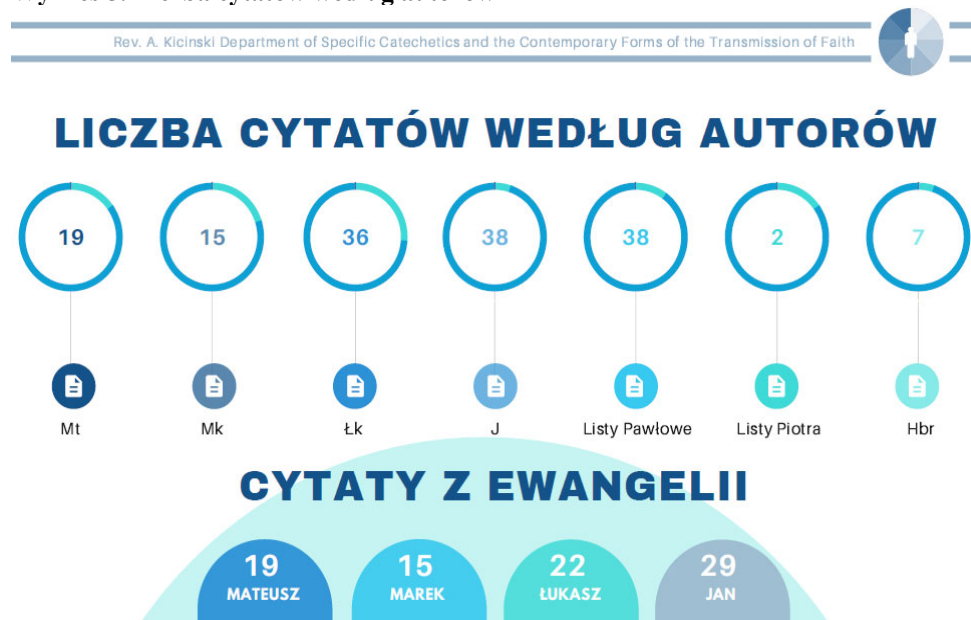 Rev. A. Kicinski Department of Specific Catechetics and the Contemporary Forms of the Transmission of Faith
LICZBA CYTATÓW WEDŁUG AUTORÓW
19 15 36 38 38 2 7
Mt Mk Łk J Listy Pawłowe Listy Piotra Hbr
CYTATY Z EWANGELII
19 15 22 29
MATEUSZ MAREK ŁUKASZ JAN